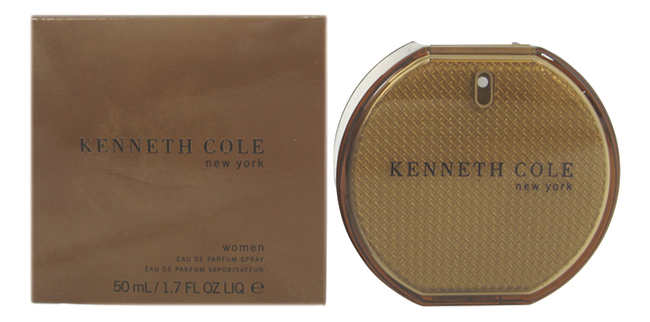 KENNETH COLE
new york
women
EAU DE PARFUM SPRAY
EAU DE PARFUM VAPORISATEUR
50 mL / 1.7 FL OZ LIQ ℮
KENNETH COLE
new york